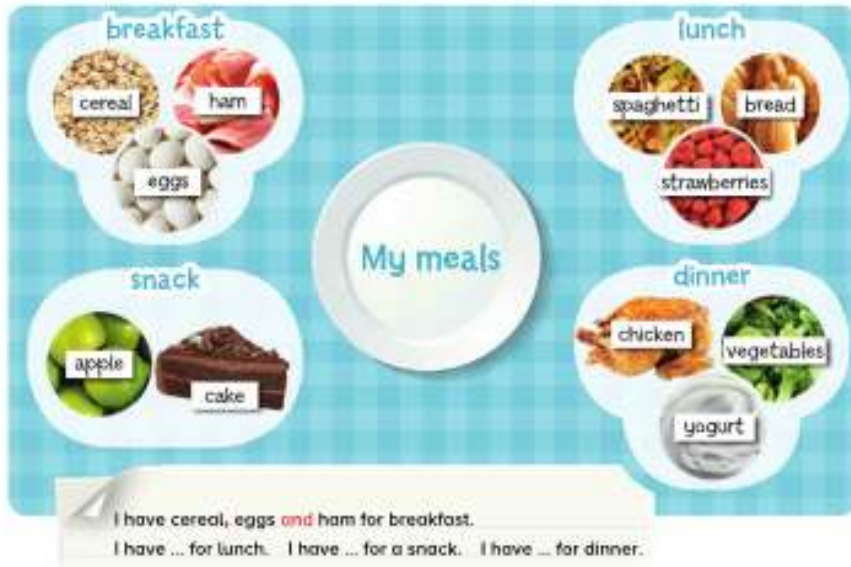 breakfast
cereal
ham
eggs
lunch
spaghetti
bread
strawberries
My meals
snack
apple
cake
dinner
chicken
vegetables
yogurt
I have cereal, eggs and ham for breakfast.
I have ... for lunch. I have ... for a snack. I have ... for dinner.